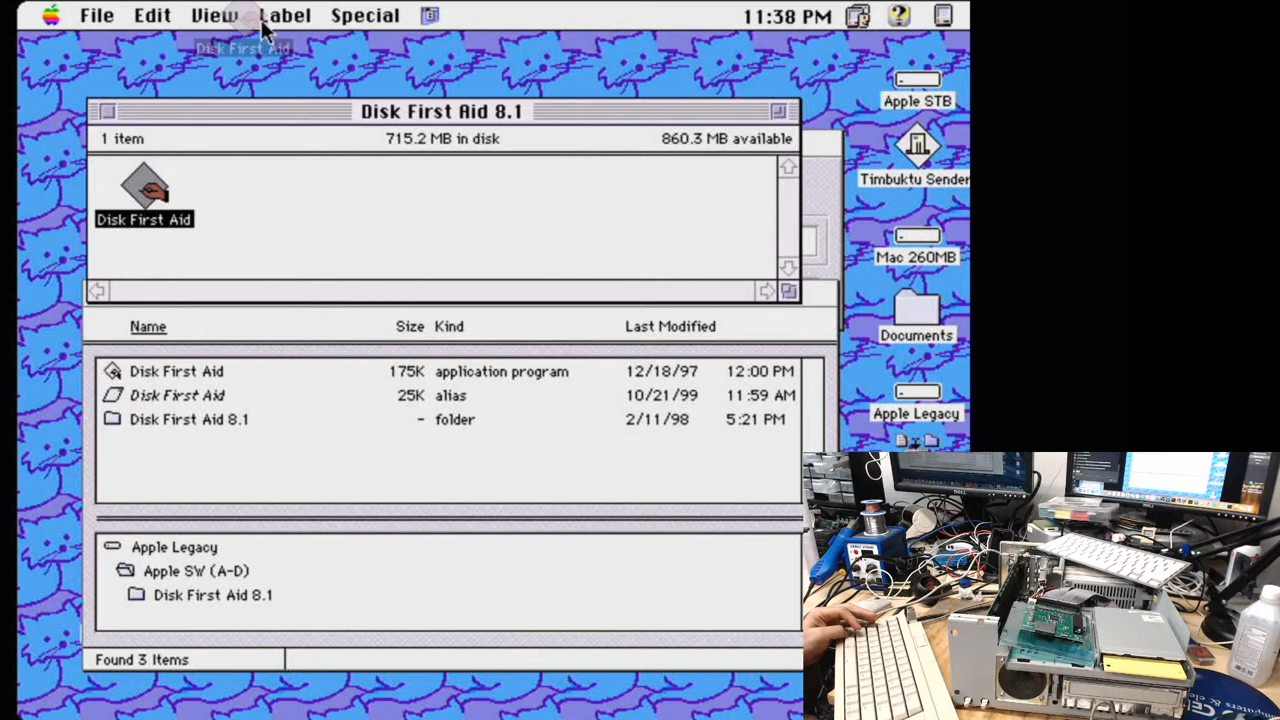 File Edit View Label Special 11:38 PM
Disk First Aid
Disk First Aid 8.1
1 item 715.2 MB in disk 860.3 MB available
Disk First Aid
Apple STB
Timbuktu Sender
Mac 260MB
Documents
Apple Legacy
Name Size Kind Last Modified
Disk First Aid 175K application program 12/18/97 12:00 PM
Disk First Aid 25K alias 10/21/99 11:59 AM
Disk First Aid 8.1 - folder 2/11/98 5:21 PM
Apple Legacy
Apple SW (A-D)
Disk First Aid 8.1
Found 3 Items
DELL